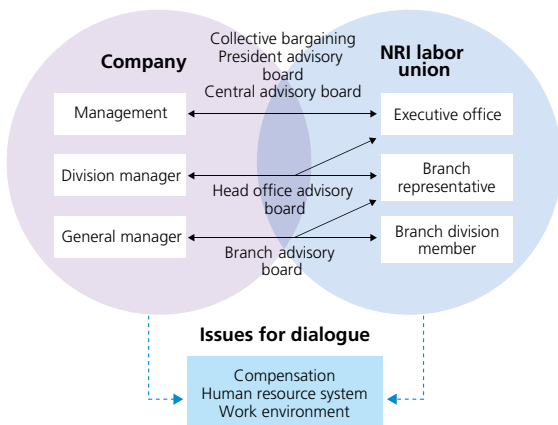 Collective bargaining
President advisory
board
Central advisory board
Company
NRI labor
union
Management
Executive office
Division manager
Branch
representative
Head office advisory
board
General manager
Branch division
member
Branch advisory
board
Issues for dialogue
Compensation
Human resource system
Work environment